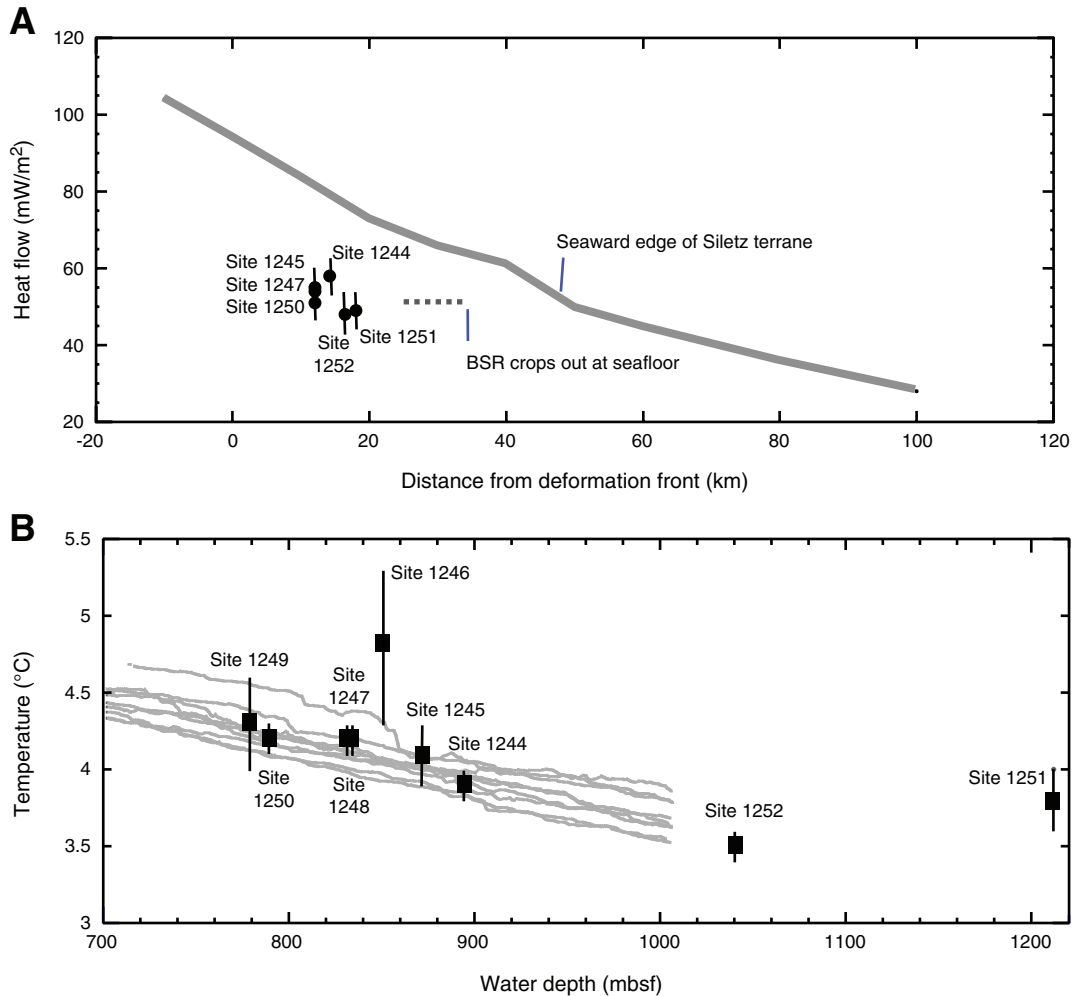 A
120
100
80
60
40
20
Heat flow (mW/m²)
Seaward edge of Siletz terrane
Site 1244
Site 1245
Site 1247
Site 1250
Site 1251
Site
1252
BSR crops out at seafloor
-20 0 20 40 60 80 100 120
Distance from deformation front (km)
B
5.5
5
4.5
4
3.5
3
Temperature (°C)
Site 1246
Site 1249
Site
1247
Site 1245
Site 1244
Site
1250
Site
1248
Site 1251
Site 1252
700 800 900 1000 1100 1200
Water depth (mbsf)